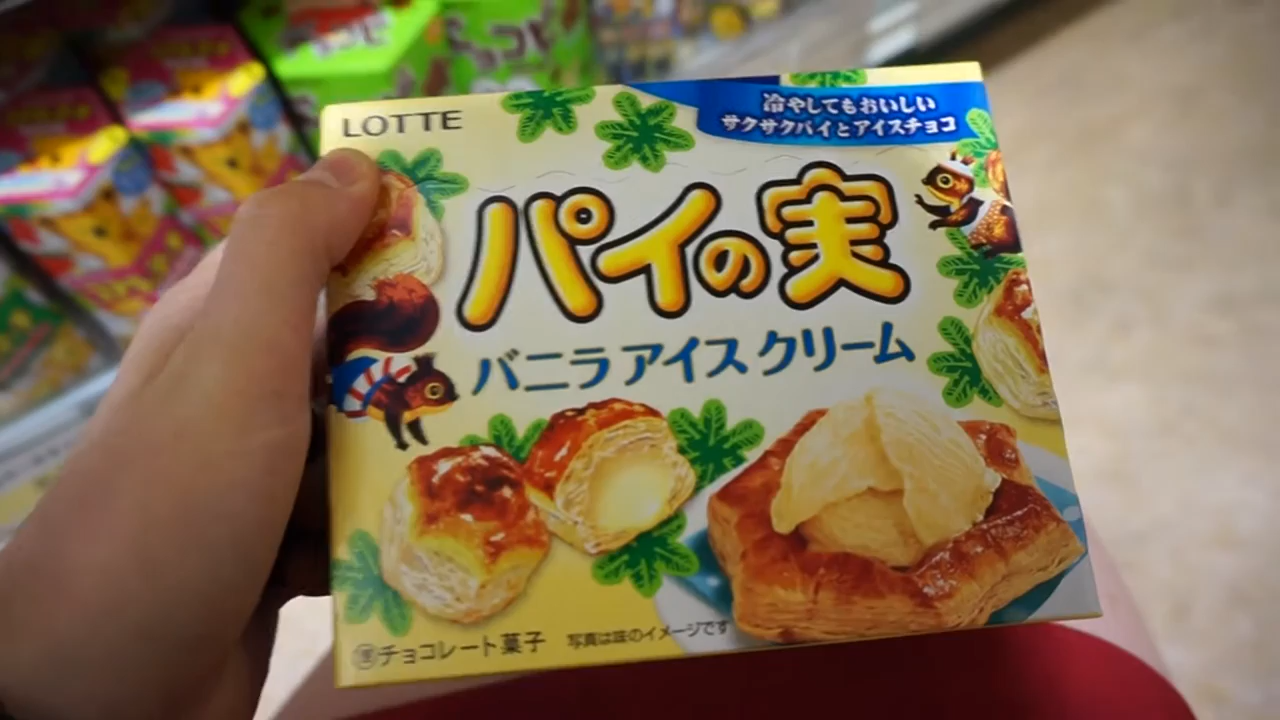 LOTTE
冷やしてもおいしい
サクサクパイとアイスチョコ
パイの実
バニラアイスクリーム
準チョコレート菓子
写真は味のイメージです